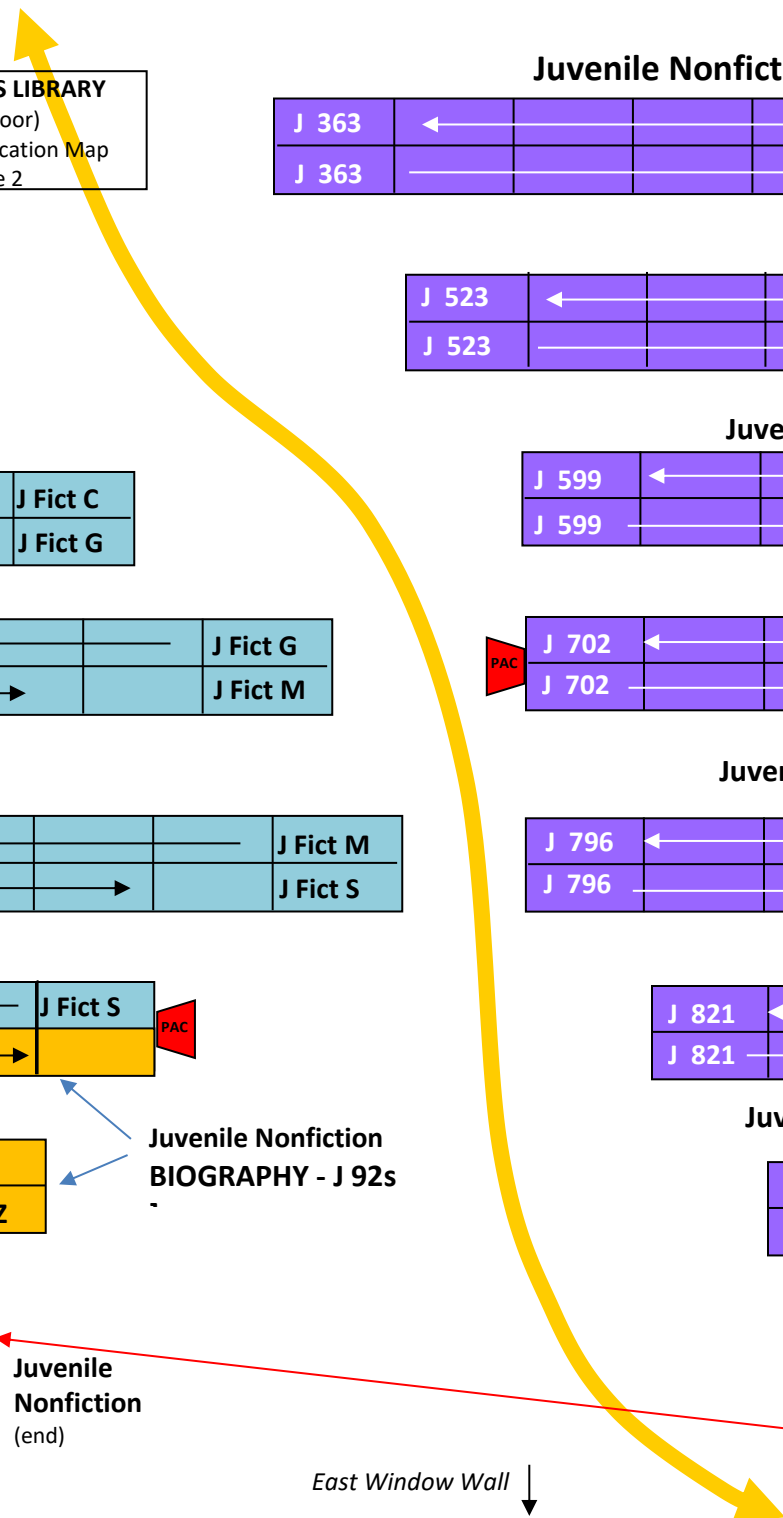 Juvenile Nonfict
S LIBRARY
oor)
cation Map
e 2
J 363
J 363
J 523
J 523
Juve
J Fict C
J Fict G
J 599
J 599
J Fict G
J Fict M
PAC
J 702
J 702
Juver
J Fict M
J Fict S
J 796
J 796
J Fict S
PAC
J 821
J 821
Juv
Juvenile Nonfiction
BIOGRAPHY - J 92s
Z
Juvenile
Nonfiction
(end)
East Window Wall